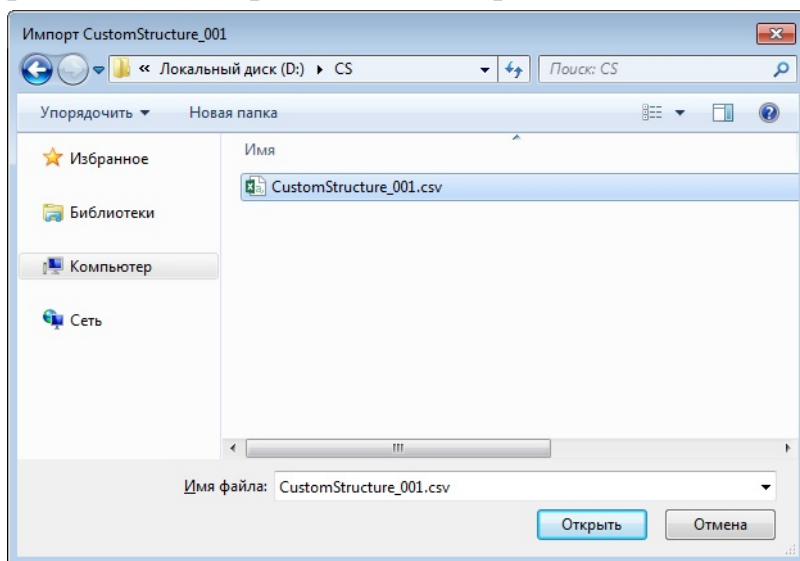 Импорт CustomStructure_001
« Локальный диск (D:) CS Поиск: CS
Упорядочить Новая папка
Избранное
Библиотеки
Компьютер
Сеть
Имя
CustomStructure_001.csv
Имя файла: CustomStructure_001.csv
Открыть Отмена